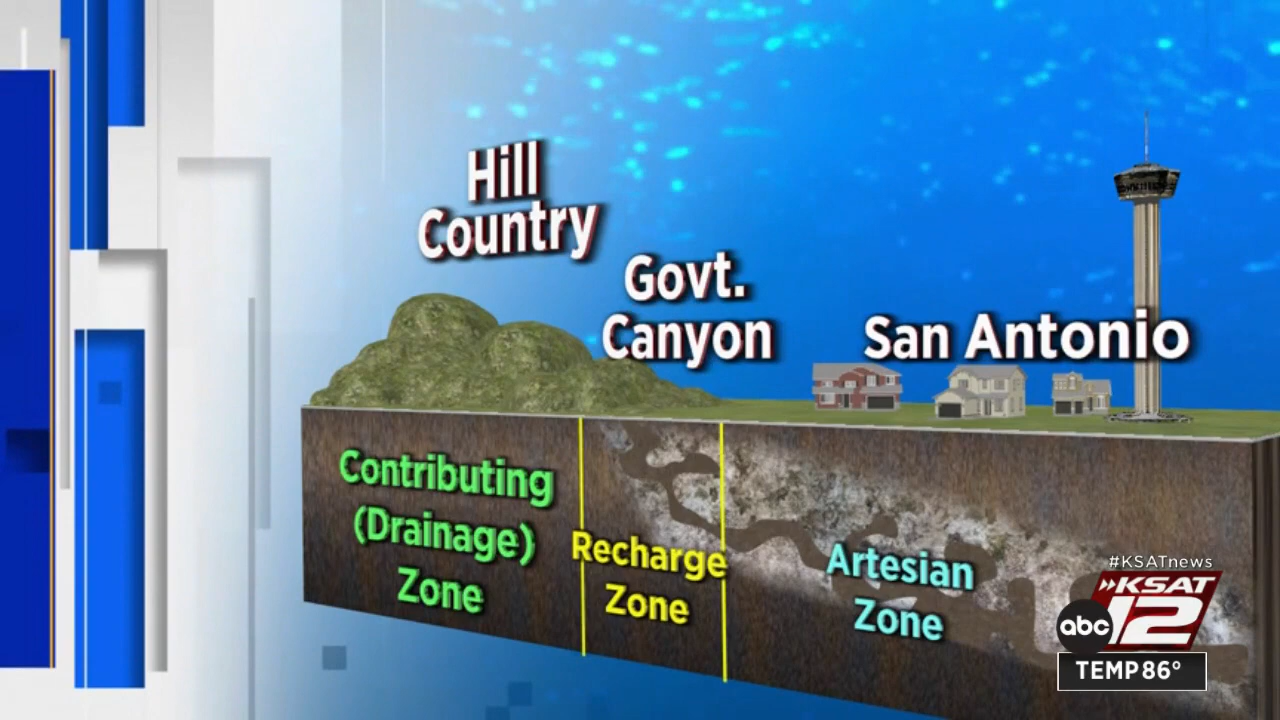 Hill
Country
Govt.
Canyon
San Antonio
Contributing
(Drainage)
Zone
Recharge
Zone
Artesian
Zone
#KSATnews
»KSAT
abc 12
TEMP 86°